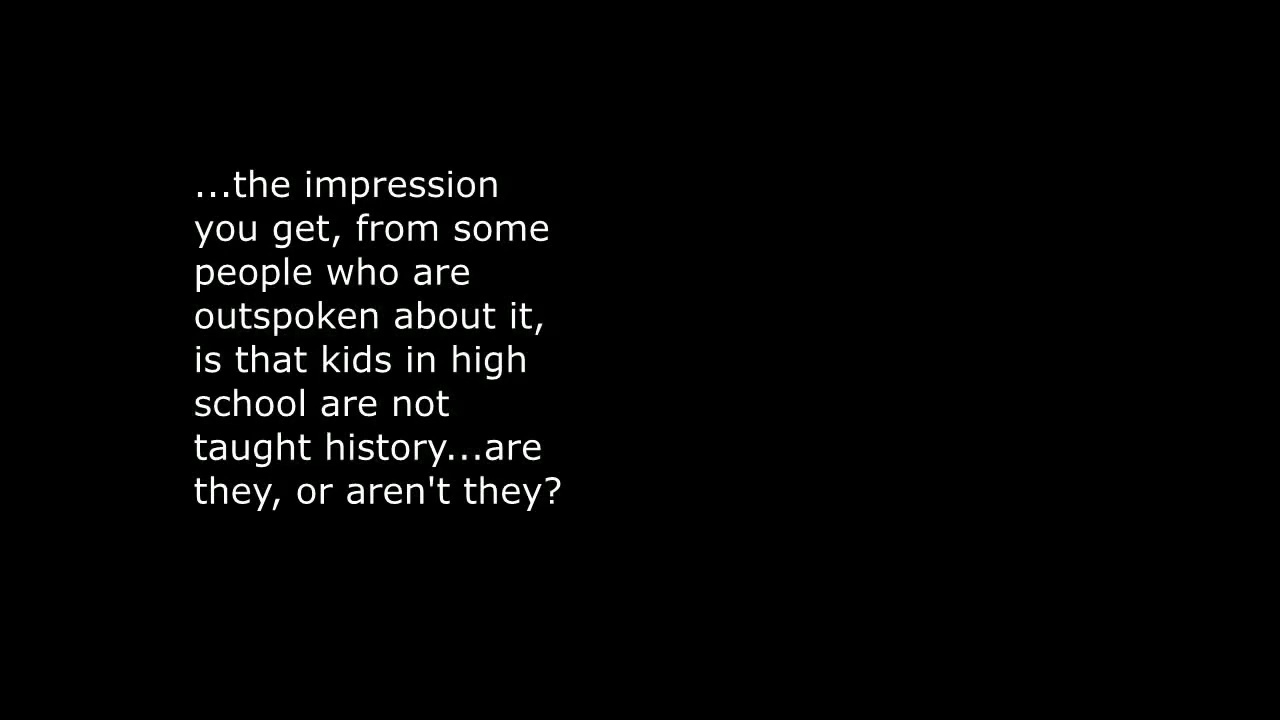 ...the impression
you get, from some
people who are
outspoken about it,
is that kids in high
school are not
taught history...are
they, or aren't they?